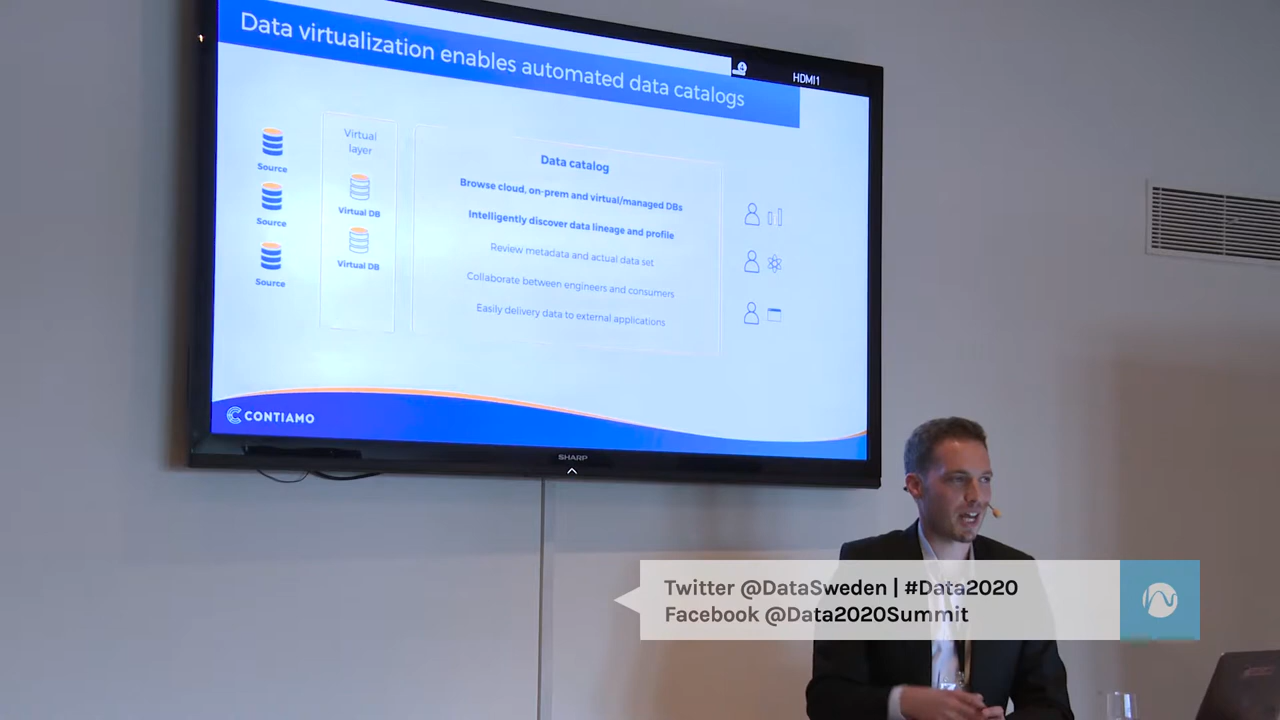 Data virtualization enables automated data catalogs
HDMI1
Source
Source
Source
Virtual
layer
Virtual DB
Virtual DB
Data catalog
Browse cloud, on-prem and virtual/managed DBs
Intelligently discover data lineage and profile
Review metadata and actual data set
Collaborate between engineers and consumers
Easily delivery data to external applications
CONTIAMO
SHARP
Twitter @DataSweden | #Data2020
Facebook @Data2020Summit